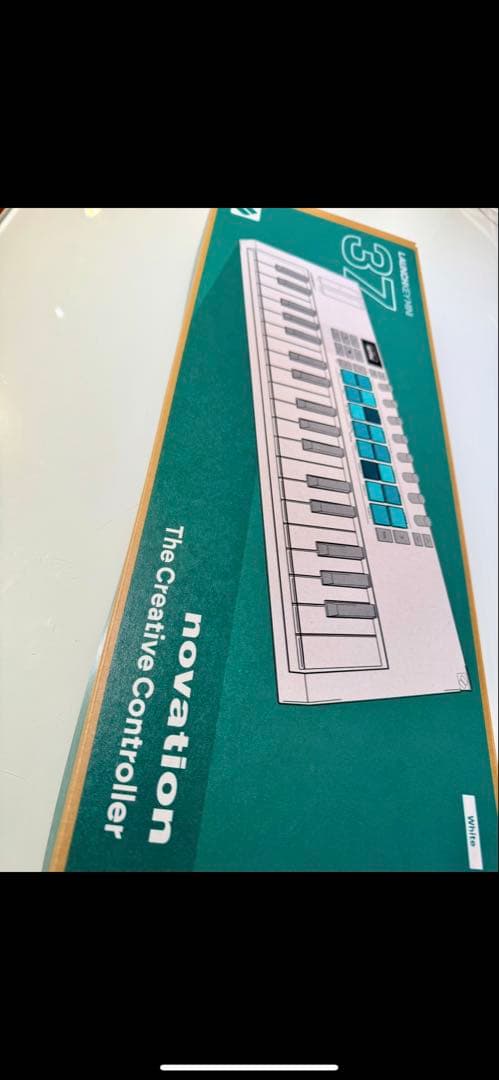 LAUNCHKEY MINI
37
novation
The Creative Controller
White